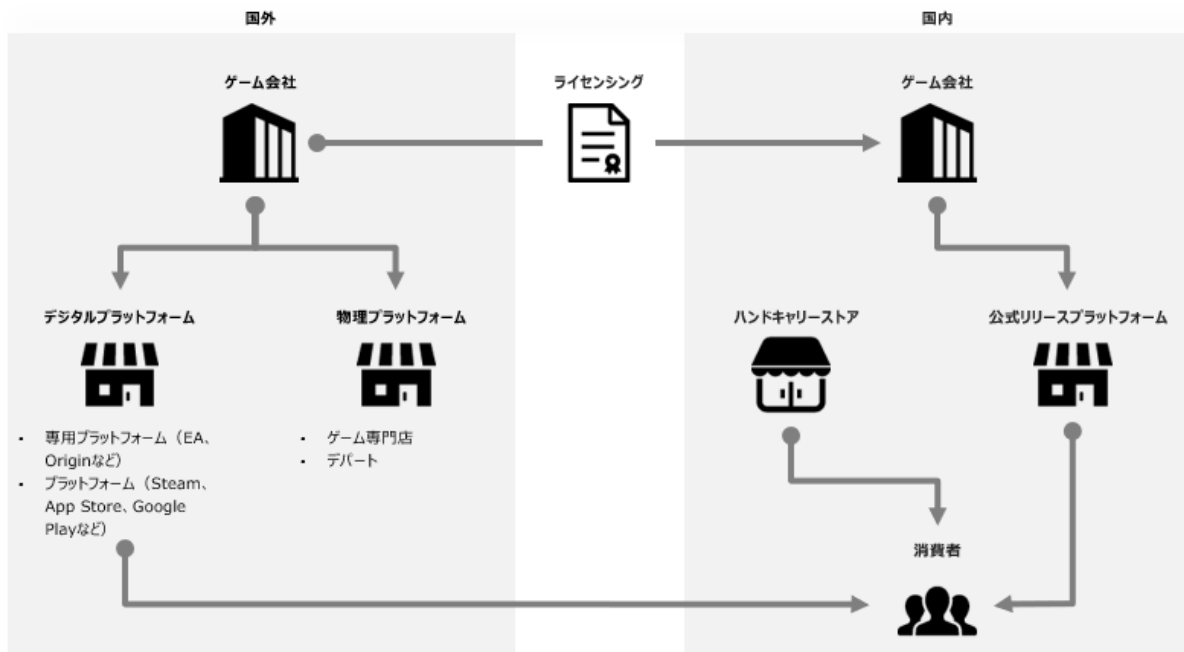 国外
国内
ゲーム会社
ライセンシング
ゲーム会社
デジタルプラットフォーム
物理プラットフォーム
ハンドキャリーストア
公式リリースプラットフォーム
▪ 専用プラットフォーム（EA、
Originなど）
▪ プラットフォーム（Steam、
App Store、Google
Playなど）
▪ ゲーム専門店
▪ デパート
消費者